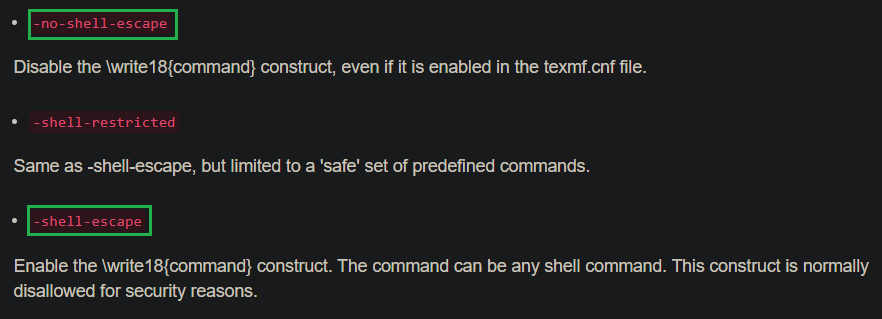 -no-shell-escape
Disable the \write18{command} construct, even if it is enabled in the texmf.cnf file.
-shell-restricted
Same as -shell-escape, but limited to a 'safe' set of predefined commands.
-shell-escape
Enable the \write18{command} construct. The command can be any shell command. This construct is normally
disallowed for security reasons.